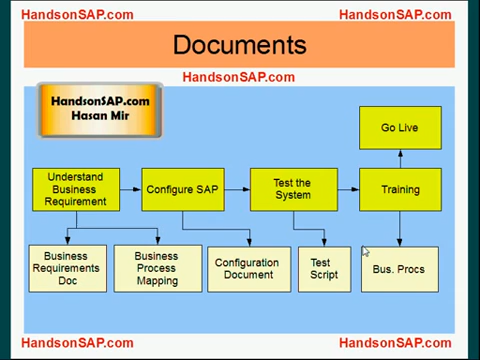 HandsonSAP.com
HandsonSAP.com
Documents
HandsonSAP.com
HandsonSAP.com
Hasan Mir
Go Live
Understand
Business
Requirement
Configure SAP
Test the
System
Training
Business
Requirements
Doc
Business
Process
Mapping
Configuration
Document
Test
Script
Bus. Procs
HandsonSAP.com
HandsonSAP.com